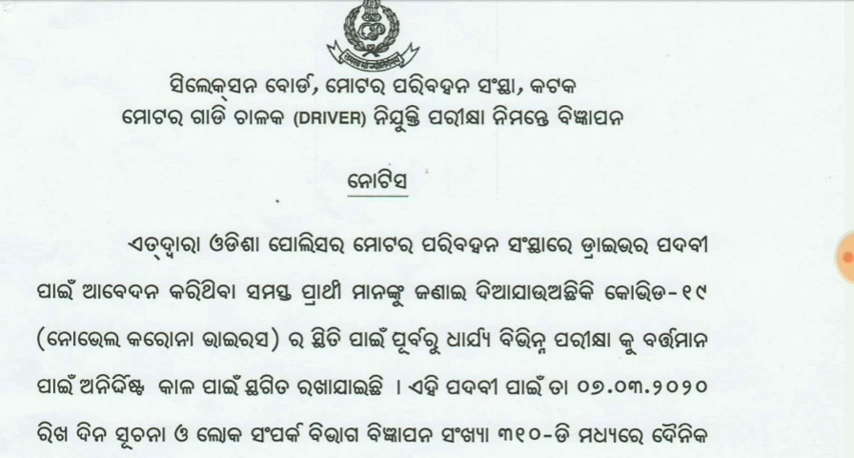 ସିଲେକ୍‌ସନ ବୋର୍ଡ, ମୋଟର ପରିବହନ ସଂସ୍ଥା, କଟକ
ମୋଟର ଗାଡି ଚାଳକ (DRIVER) ନିଯୁକ୍ତି ପରୀକ୍ଷା ନିମନ୍ତେ ବିଜ୍ଞାପନ
ନୋଟିସ
ଏତଦ୍ୱାରା ଓଡିଶା ପୋଲିସର ମୋଟର ପରିବହନ ସଂସ୍ଥାରେ ଡ୍ରାଇଭର ପଦବୀ
ପାଇଁ ଆବେଦନ କରିଥିବା ସମସ୍ତ ପ୍ରାର୍ଥୀ ମାନଙ୍କୁ ଜଣାଇ ଦିଆଯାଉଅଛିକି କୋଭିଡ-୧୯
(ନୋଭେଲ କରୋନା ଭାଇରସ) ର ସ୍ଥିତି ପାଇଁ ପୂର୍ବରୁ ଧାର୍ଯ୍ୟ ବିଭିନ୍ନ ପରୀକ୍ଷା କୁ ବର୍ତ୍ତମାନ
ପାଇଁ ଅନିର୍ଦ୍ଦିଷ୍ଟ କାଳ ପାଇଁ ସ୍ଥଗିତ ରଖାଯାଇଛି । ଏହି ପଦବୀ ପାଇଁ ତା ୦୭.୦୩.୨୦୨୦
ରିଖ ଦିନ ସୂଚନା ଓ ଲୋକ ସଂପର୍କ ବିଭାଗ ବିଜ୍ଞାପନ ସଂଖ୍ୟା ୩୧୦-ଡି ମଧ୍ୟରେ ଦୈନିକ